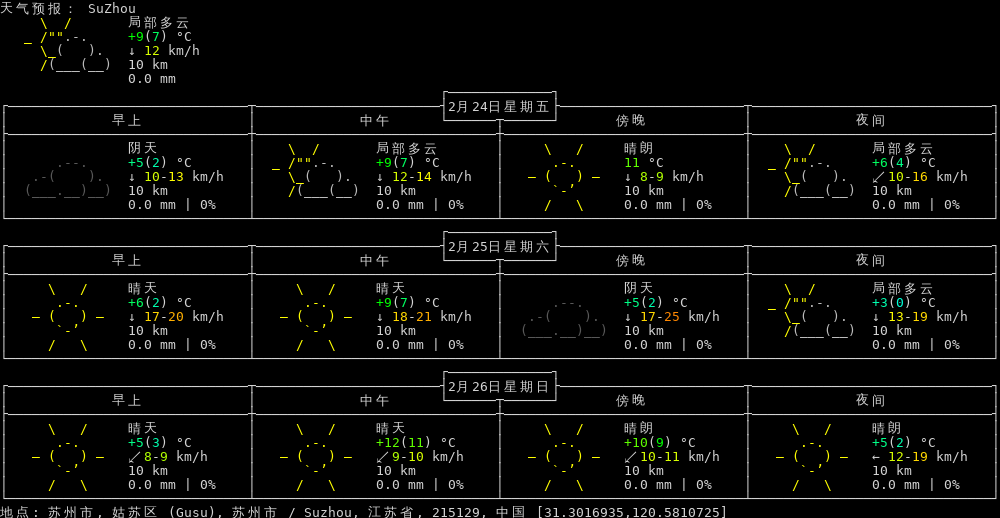 天气预报： SuZhou
局部多云
+9(7) °C
↓ 12 km/h
10 km
0.0 mm
2月24日星期五
早上 中午 傍晚 夜间
阴天 局部多云 晴朗 局部多云
+5(2) °C +9(7) °C 11 °C +6(4) °C
↓ 10-13 km/h ↓ 12-14 km/h ↓ 8-9 km/h ↙ 10-16 km/h
10 km 10 km 10 km 10 km
0.0 mm | 0% 0.0 mm | 0% 0.0 mm | 0% 0.0 mm | 0%
2月25日星期六
早上 中午 傍晚 夜间
晴天 晴天 阴天 局部多云
+6(2) °C +9(7) °C +5(2) °C +3(0) °C
↓ 17-20 km/h ↓ 18-21 km/h ↓ 17-25 km/h ↓ 13-19 km/h
10 km 10 km 10 km 10 km
0.0 mm | 0% 0.0 mm | 0% 0.0 mm | 0% 0.0 mm | 0%
2月26日星期日
早上 中午 傍晚 夜间
晴天 晴天 晴朗 晴朗
+5(3) °C +12(11) °C +10(9) °C +5(2) °C
↙ 8-9 km/h ↙ 9-10 km/h ↙ 10-11 km/h ← 12-19 km/h
10 km 10 km 10 km 10 km
0.0 mm | 0% 0.0 mm | 0% 0.0 mm | 0% 0.0 mm | 0%
地点: 苏州市, 姑苏区 (Gusu), 苏州市 / Suzhou, 江苏省, 215129, 中国 [31.3016935,120.5810725]